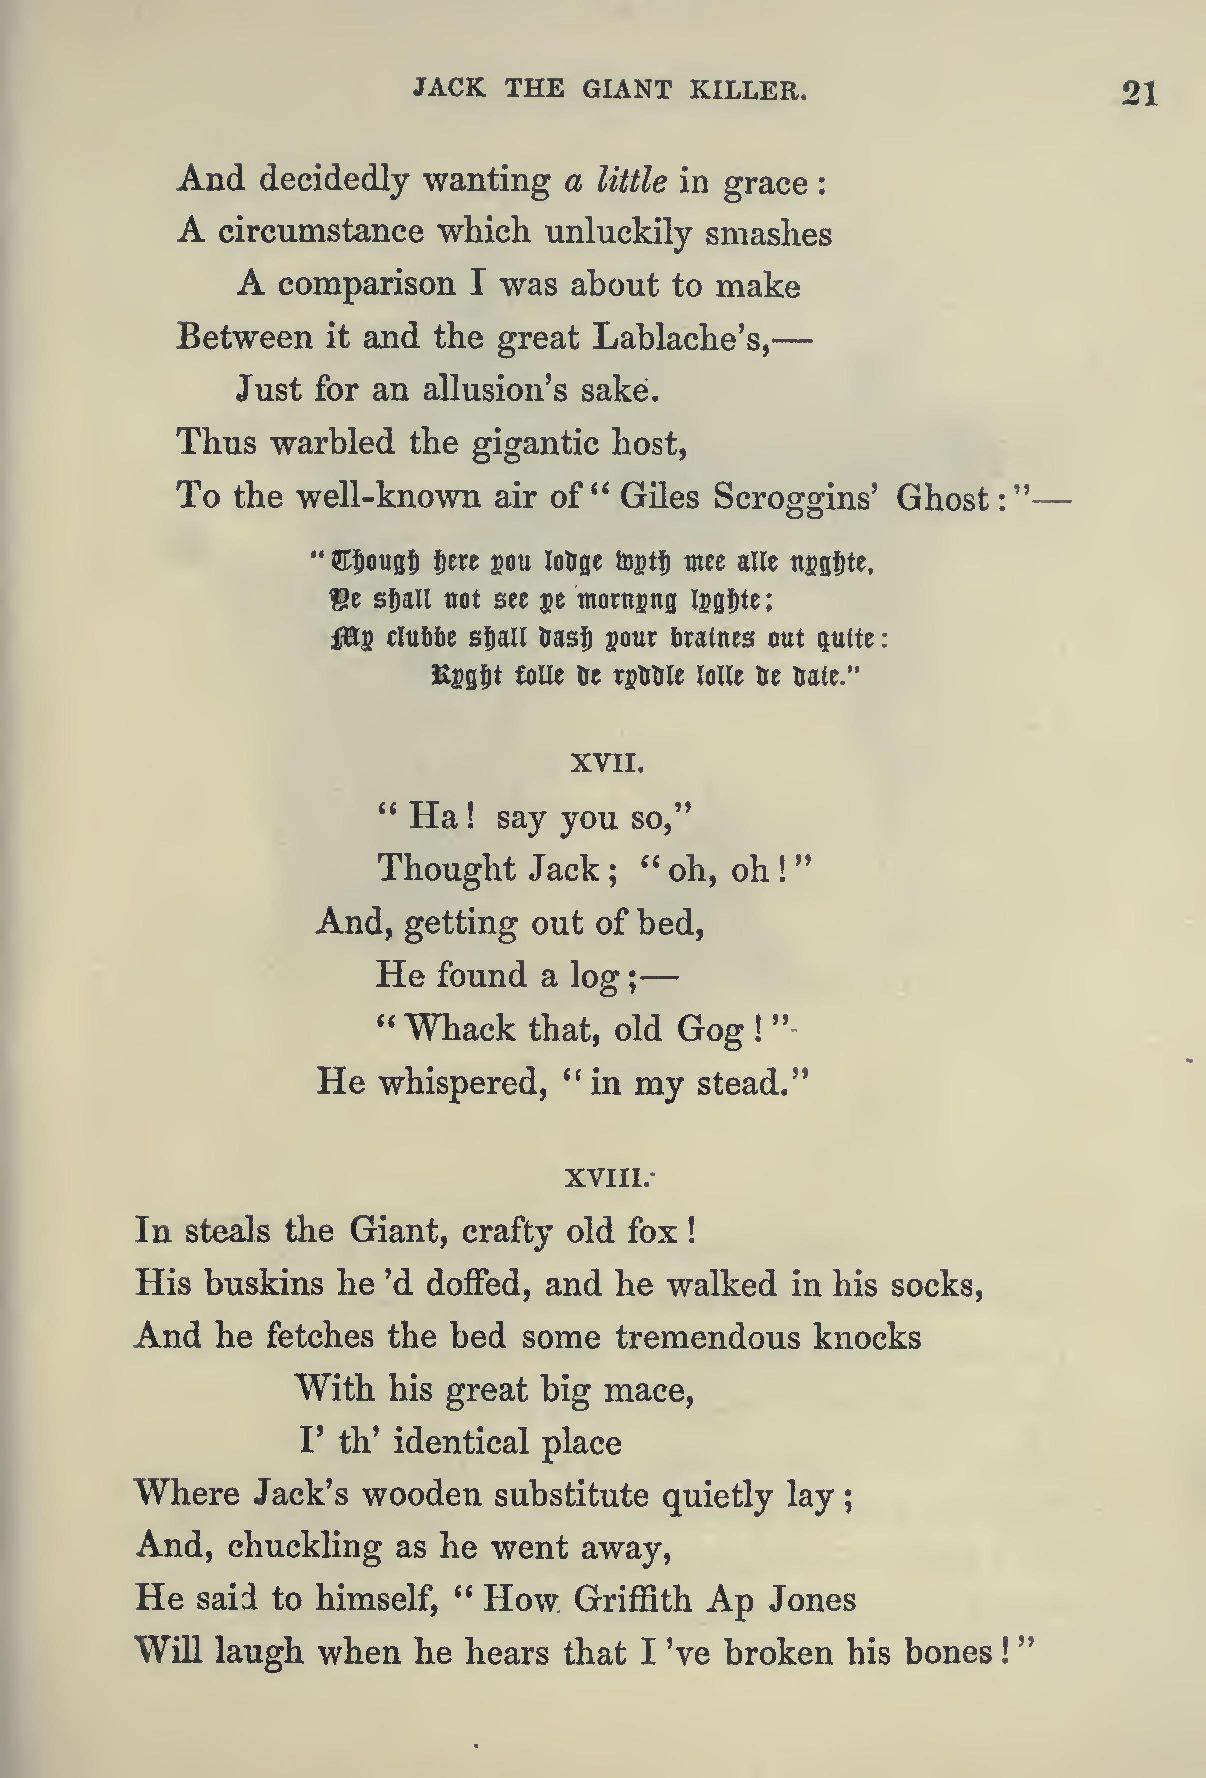 JACK THE GIANT KILLER. 21
And decidedly wanting a little in grace :
A circumstance which unluckily smashes
A comparison I was about to make
Between it and the great Lablache's,—
Just for an allusion's sake.
Thus warbled the gigantic host,
To the well-known air of “ Giles Scroggins' Ghost : ”—
“ Though here you lodge wyth mee alle nyghte,
Ye shall not see ye mornyng lyghte ;
My clubbe shall dash your braines out quite :
Ryght folle de ryddle lolle de daie.”
XVII.
“ Ha ! say you so,”
Thought Jack ; “ oh, oh ! ”
And, getting out of bed,
He found a log ;—
“ Whack that, old Gog ! ”
He whispered, “ in my stead.”
XVIII.
In steals the Giant, crafty old fox !
His buskins he 'd doffed, and he walked in his socks,
And he fetches the bed some tremendous knocks
With his great big mace,
I' th' identical place
Where Jack's wooden substitute quietly lay ;
And, chuckling as he went away,
He said to himself, “ How Griffith Ap Jones
Will laugh when he hears that I 've broken his bones ! ”